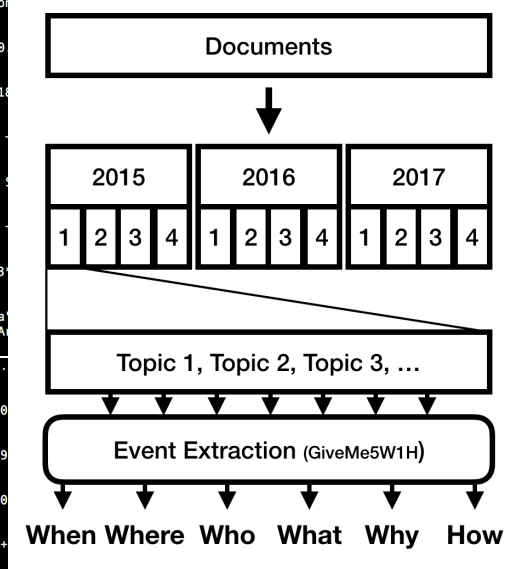 Documents
2015 2016 2017
1 2 3 4 1 2 3 4 1 2 3 4
Topic 1, Topic 2, Topic 3, …
Event Extraction (GiveMe5W1H)
When Where Who What Why How